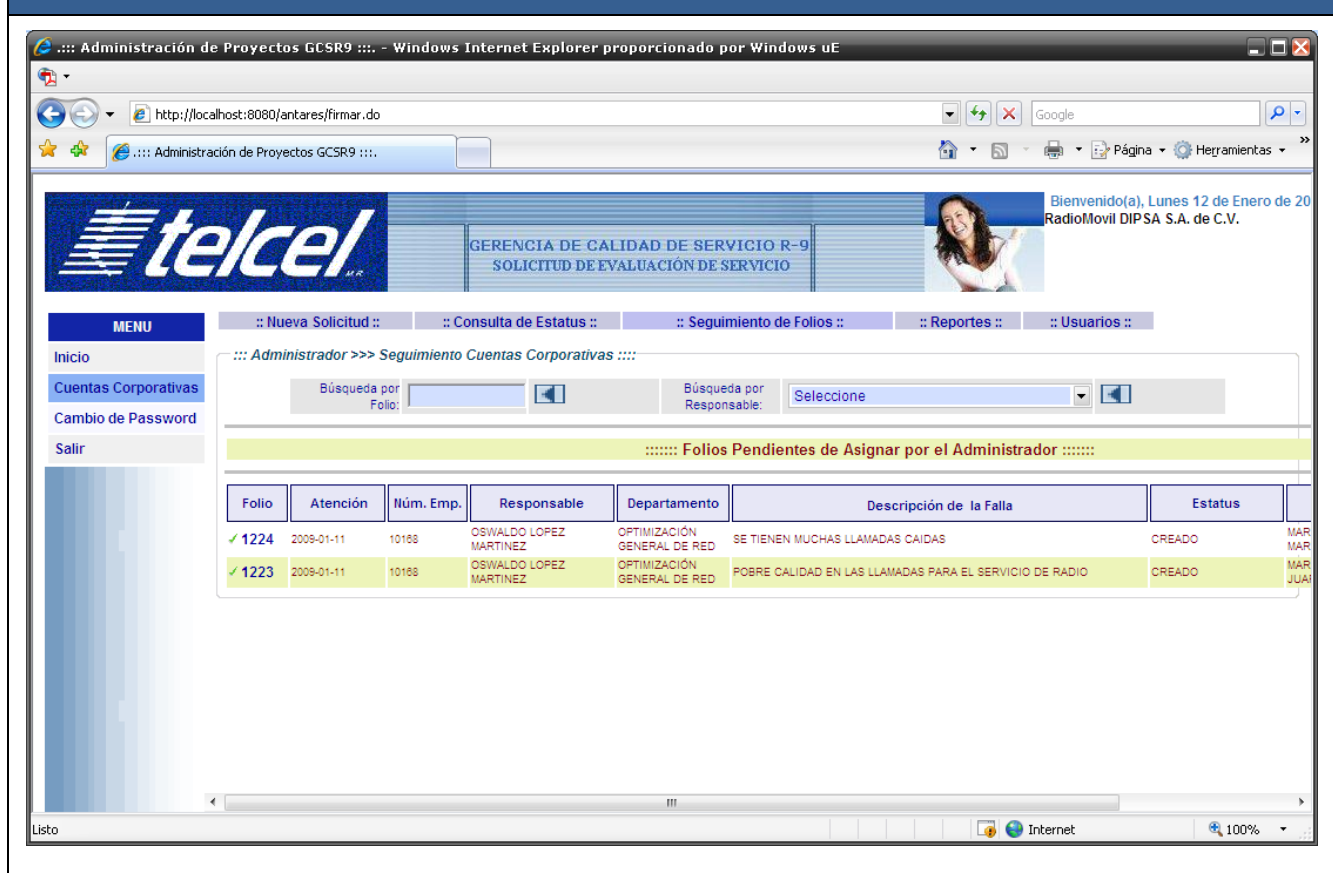 .::: Administración de Proyectos GCSR9 :::. - Windows Internet Explorer proporcionado por Windows uE
http://localhost:8080/antares/firmar.do
Google
.::: Administración de Proyectos GCSR9 :::.
Página
Herramientas
telcel
M.R.
GERENCIA DE CALIDAD DE SERVICIO R-9
SOLICITUD DE EVALUACIÓN DE SERVICIO
Bienvenido(a), Lunes 12 de Enero de 20
RadioMovil DIPSA S.A. de C.V.
MENU
Inicio
Cuentas Corporativas
Cambio de Password
Salir
:: Nueva Solicitud :: :: Consulta de Estatus :: :: Seguimiento de Folios :: :: Reportes :: :: Usuarios ::
::: Administrador >>> Seguimiento Cuentas Corporativas ::::
Búsqueda por
Folio:
Búsqueda por
Responsable:
Seleccione
::::::: Folios Pendientes de Asignar por el Administrador :::::::
Folio Atención Núm. Emp. Responsable Departamento Descripción de la Falla Estatus
1224 2009-01-11 10168 OSWALDO LOPEZ MARTINEZ OPTIMIZACIÓN GENERAL DE RED SE TIENEN MUCHAS LLAMADAS CAIDAS CREADO MAR MAR
1223 2009-01-11 10168 OSWALDO LOPEZ MARTINEZ OPTIMIZACIÓN GENERAL DE RED POBRE CALIDAD EN LAS LLAMADAS PARA EL SERVICIO DE RADIO CREADO MAR JUA
Listo
Internet
100%